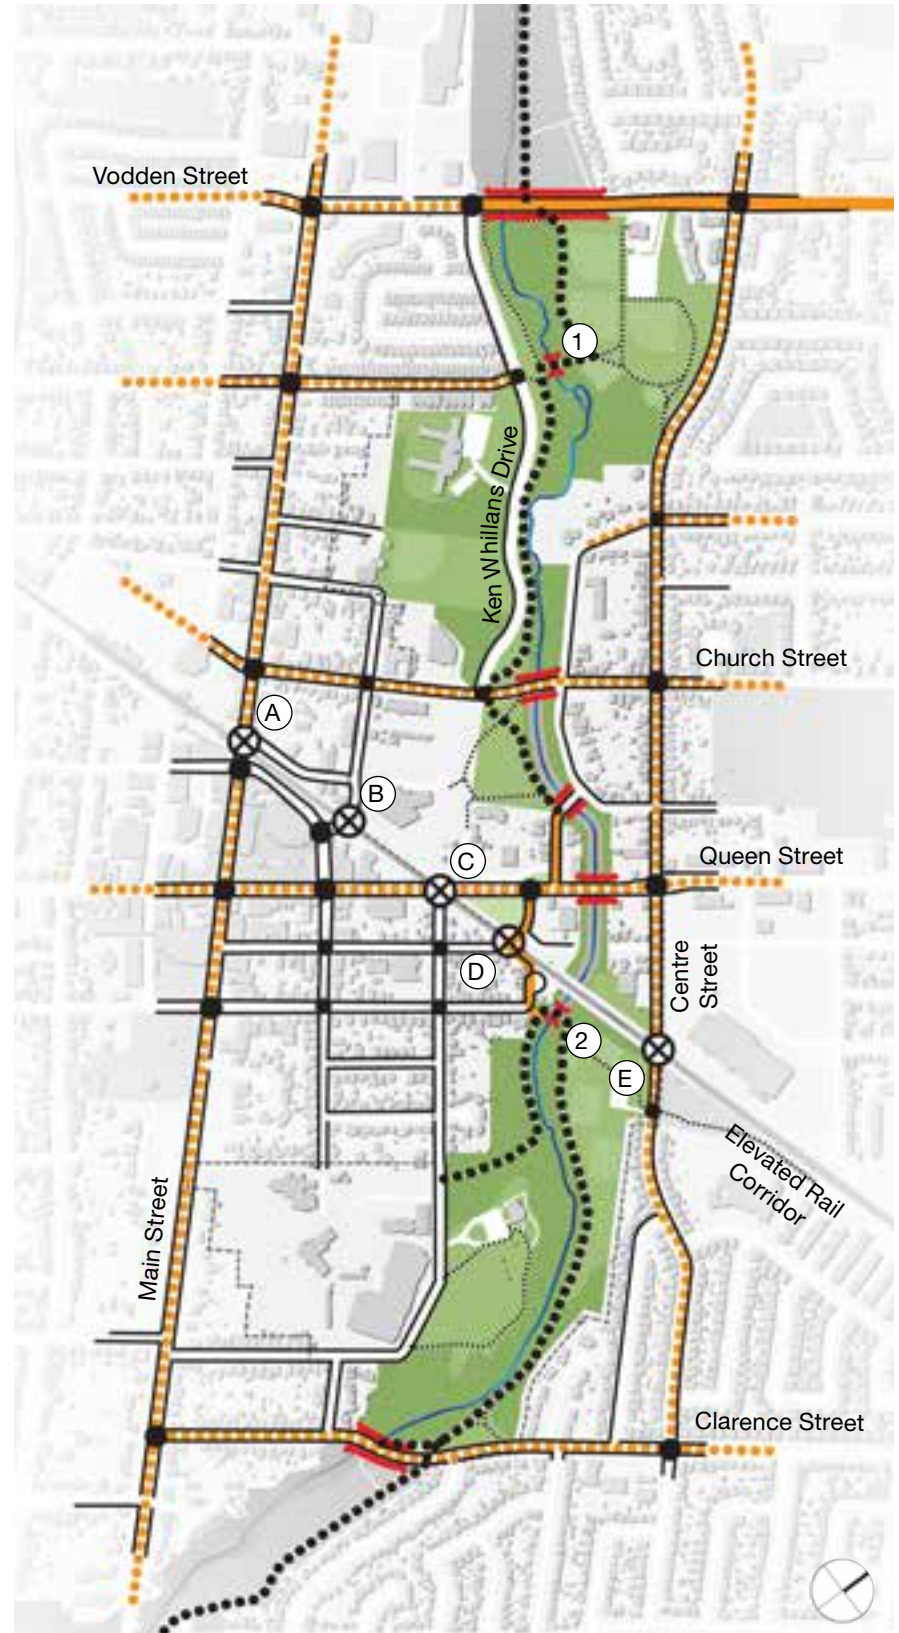 Vodden Street
1
Ken Whillans Drive
Church Street
A
B
C
Queen Street
D
Centre
Street
2
E
Elevated Rail
Corridor
Main Street
Clarence Street